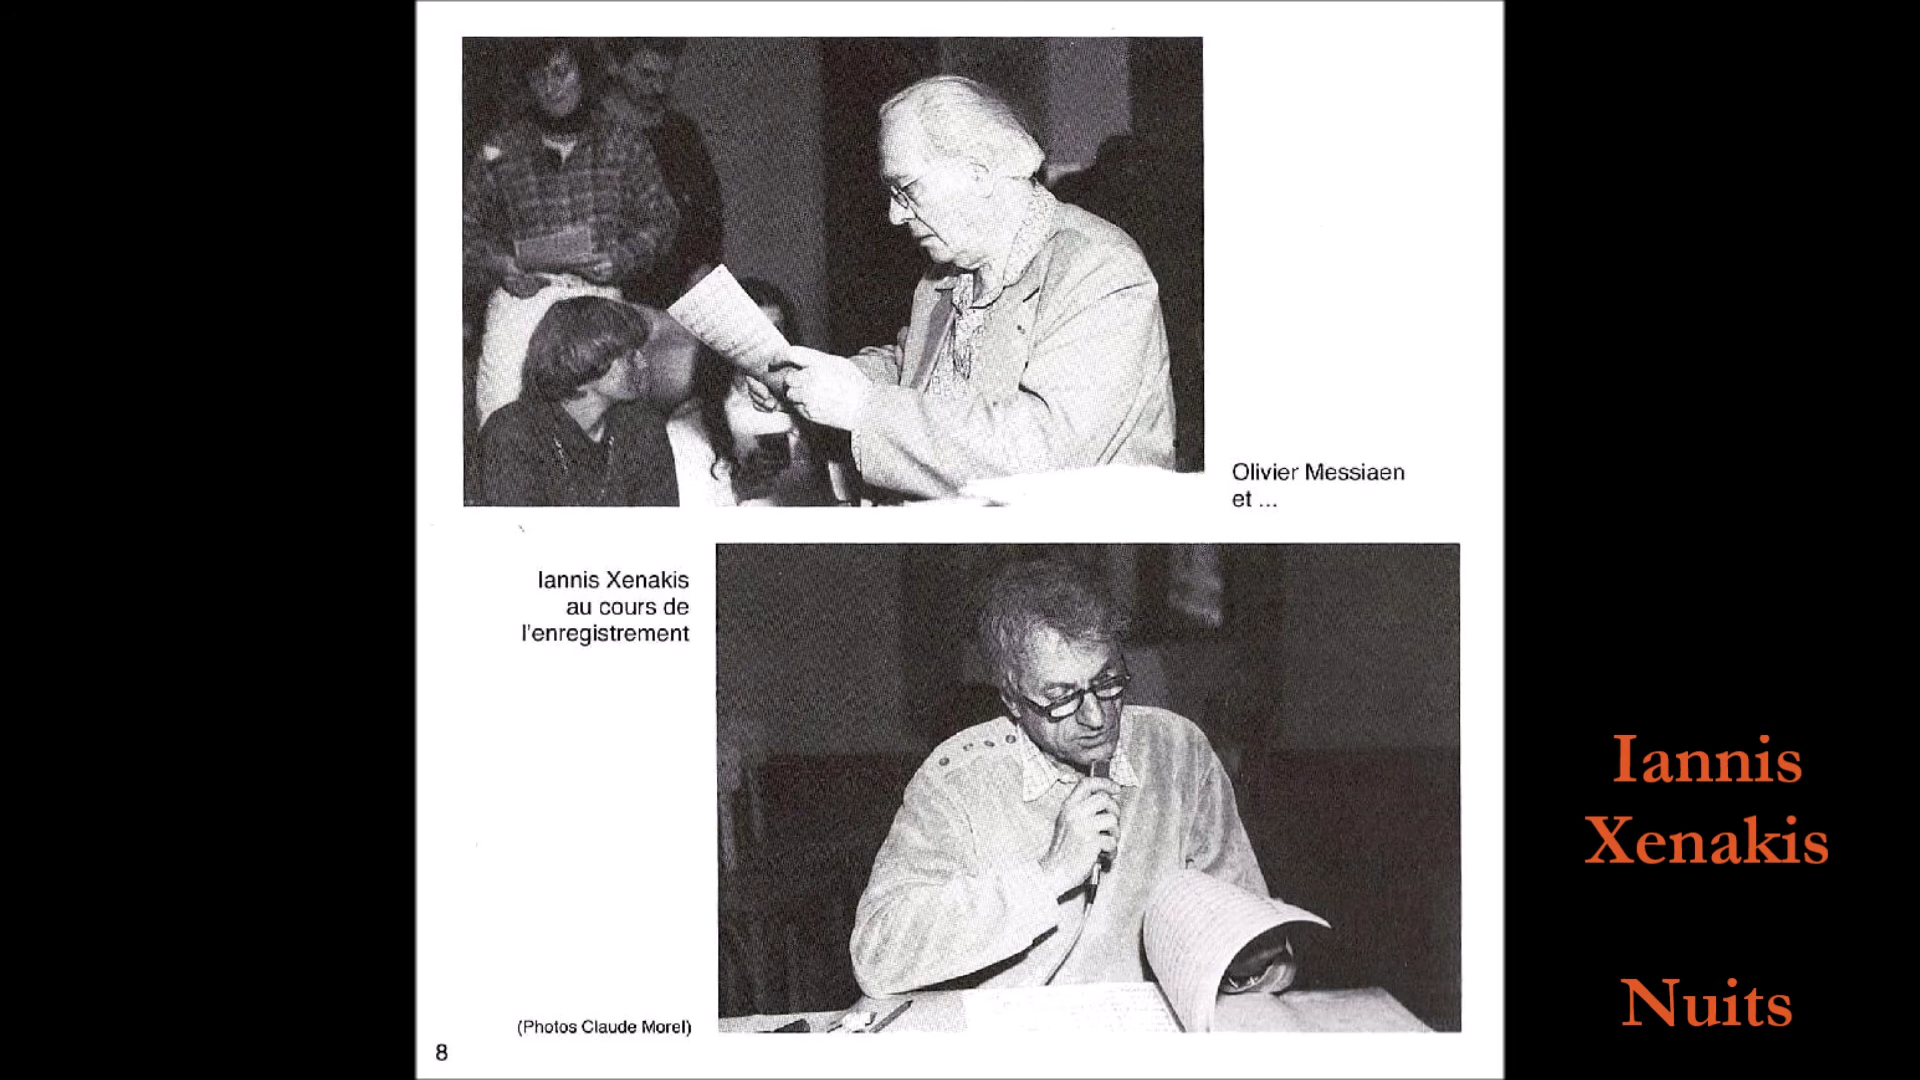 Olivier Messiaen
et ...
Iannis Xenakis
au cours de
l'enregistrement
(Photos Claude Morel)
8
Iannis
Xenakis
Nuits